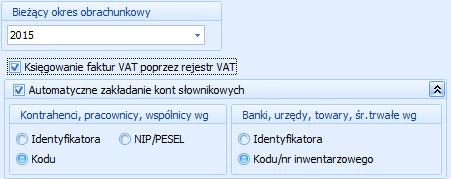 Bieżący okres obrachunkowy
2015
Księgowanie faktur VAT poprzez rejestr VAT
Automatyczne zakładanie kont słownikowych
Kontrahenci, pracownicy, wspólnicy wg
Identyfikatora
NIP/PESEL
Kodu
Banki, urzędy, towary, śr.trwałe wg
Identyfikatora
Kodu/nr inwentarzowego